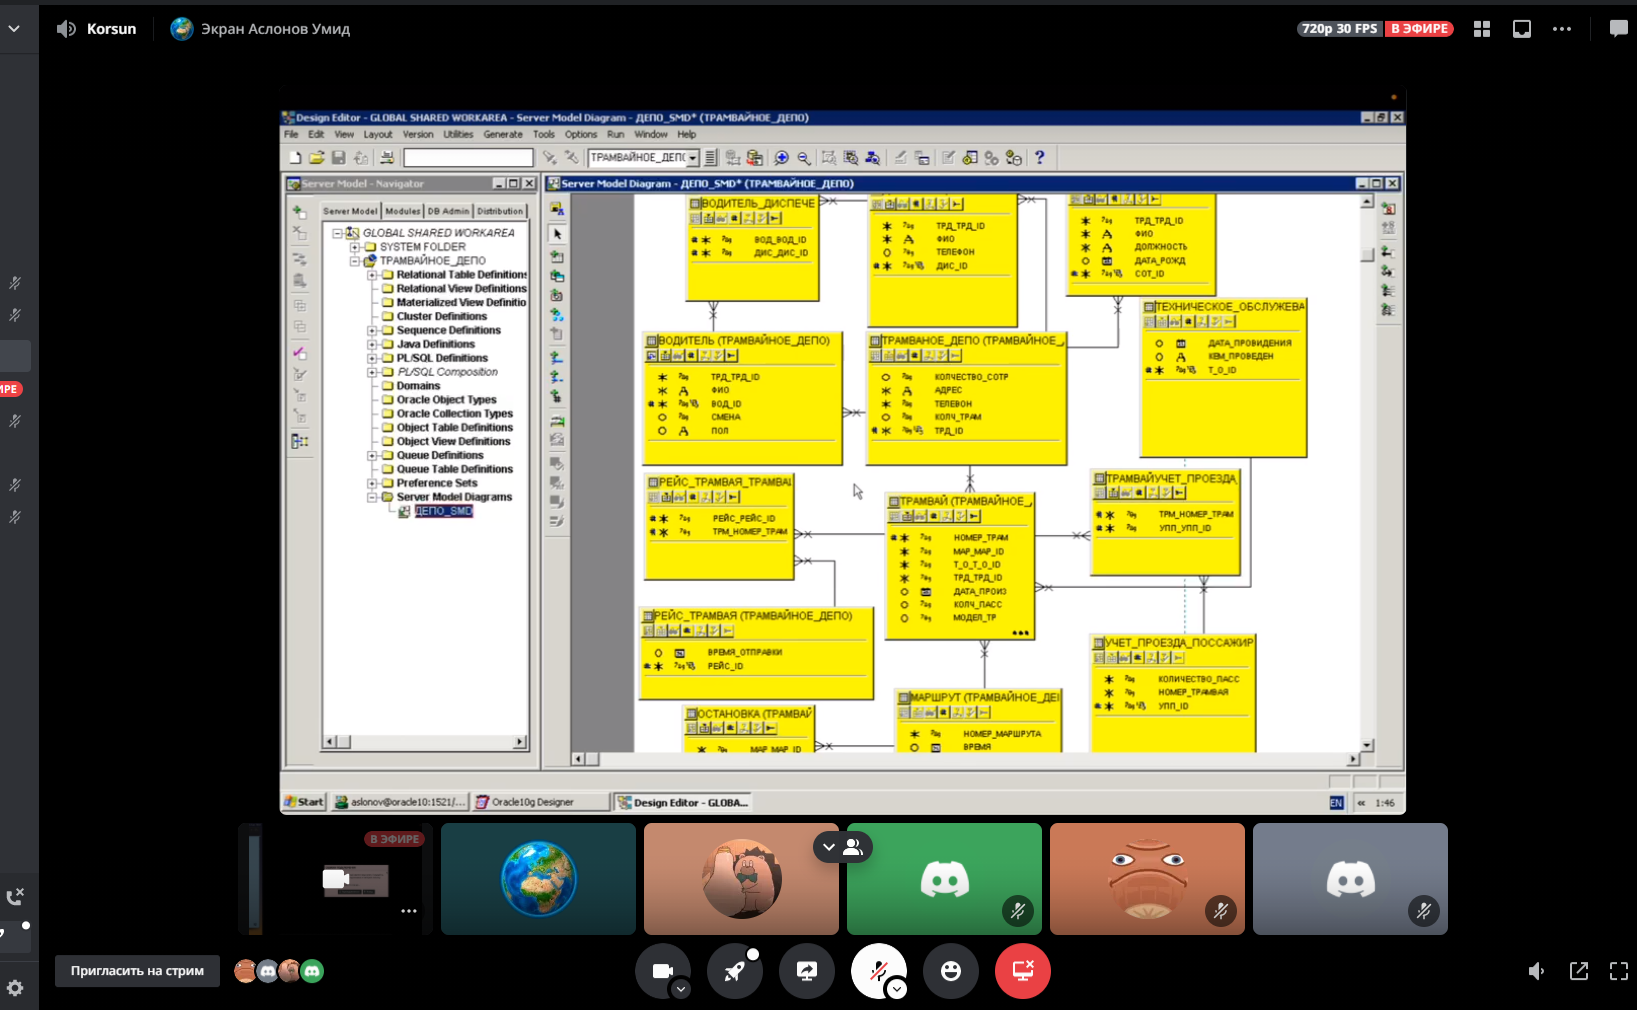 Korsun
Экран Аслонов Умид
720p 30 FPS
В ЭФИРЕ
Design Editor - GLOBAL SHARED WORKAREA - Server Model Diagram - ДЕПО_SMD* (ТРАМВАЙНОЕ_ДЕПО)
File Edit View Layout Version Utilities Generate Tools Options Run Window Help
ТРАМВАЙНОЕ_ДЕПО
Server Model - Navigator
Server Model Modules DB Admin Distribution
GLOBAL SHARED WORKAREA
SYSTEM FOLDER
ТРАМВАЙНОЕ_ДЕПО
Relational Table Definitions
Relational View Definitions
Materialized View Definitio
Cluster Definitions
Sequence Definitions
Java Definitions
PL/SQL Definitions
PL/SQL Composition
Domains
Oracle Object Types
Oracle Collection Types
Object Table Definitions
Object View Definitions
Queue Definitions
Queue Table Definitions
Preference Sets
Server Model Diagrams
ДЕПО_SMD
Server Model Diagram - ДЕПО_SMD* (ТРАМВАЙНОЕ_ДЕПО)
ВОДИТЕЛЬ_ДИСПЕЧЕ
ВОД_ВОД_ID
ДИС_ДИС_ID
ТРД_ТРД_ID
ФИО
ТЕЛЕФОН
ДИС_ID
ТРД_ТРД_ID
ФИО
ДОЛЖНОСТЬ
ДАТА_РОЖД
СОТ_ID
ТЕХНИЧЕСКОЕ_ОБСЛУЖЕВА
ДАТА_ПРОВИДЕНИЯ
КЕМ_ПРОВЕДЕН
Т_О_ID
ВОДИТЕЛЬ (ТРАМВАЙНОЕ_ДЕПО)
ТРД_ТРД_ID
ФИО
ВОД_ID
СМЕНА
ПОЛ
ТРАМВАНОЕ_ДЕПО (ТРАМВАЙНОЕ_
КОЛЧЕСТВО_СОТР
АДРЕС
ТЕЛЕВОН
КОЛЧ_ТРАМ
ТРД_ID
РЕЙС_ТРАМВАЯ_ТРАМВАЙ
РЕЙС_РЕЙС_ID
ТРМ_НОМЕР_ТРАМ
ТРАМВАЙ (ТРАМВАЙНОЕ_
НОМЕР_ТРАМ
МАР_МАР_ID
Т_О_Т_О_ID
ТРД_ТРД_ID
ДАТА_ПРОИЗ
КОЛЧ_ПАСС
МОДЕЛ_ТР
ТРАМВАЙУЧЕТ_ПРОЕЗДА_
ТРМ_НОМЕР_ТРАМ
УПП_УПП_ID
РЕЙС_ТРАМВАЯ (ТРАМВАЙНОЕ_ДЕПО)
ВРЕМЯ_ОТПРАВКИ
РЕЙС_ID
УЧЕТ_ПРОЕЗДА_ПОССАЖИР
КОЛИЧЕСТВО_ПАСС
НОМЕР_ТРАМВАЯ
УПП_ID
ОСТАНОВКА (ТРАМВАЙ
МАР_МАР_ID
МАРШРУТ (ТРАМВАЙНОЕ_ДЕ
НОМЕР_МАРШРУТА
ВРЕМЯ
Start
aslonov@oracle10:1521/...
Oracle10g Designer
Design Editor - GLOBA...
EN
« 1:46
В ЭФИРЕ
Пригласить на стрим